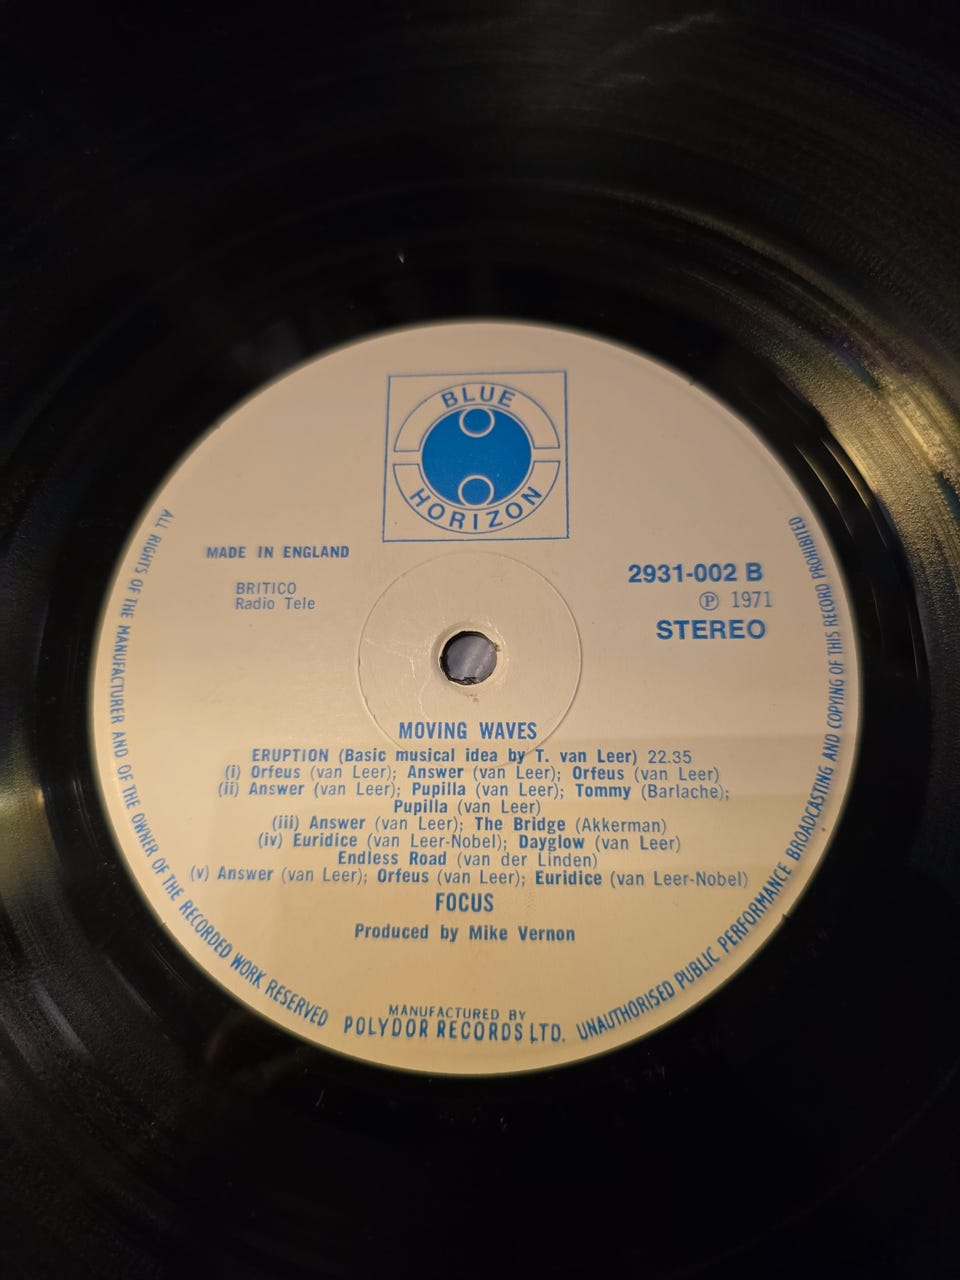 BLUE
HORIZON
MADE IN ENGLAND
BRITICO
Radio Tele
2931-002 B
Ⓟ 1971
STEREO
MOVING WAVES
ERUPTION (Basic musical idea by T. van Leer) 22.35
(i) Orfeus (van Leer); Answer (van Leer); Orfeus (van Leer)
(ii) Answer (van Leer); Pupilla (van Leer); Tommy (Barlache);
Pupilla (van Leer)
(iii) Answer (van Leer); The Bridge (Akkerman)
(iv) Euridice (van Leer-Nobel); Dayglow (van Leer)
Endless Road (van der Linden)
(v) Answer (van Leer); Orfeus (van Leer); Euridice (van Leer-Nobel)
FOCUS
Produced by Mike Vernon
MANUFACTURED BY
POLYDOR RECORDS LTD.
ALL RIGHTS OF THE MANUFACTURER AND OF THE OWNER OF THE RECORDED WORK RESERVED
UNAUTHORISED PUBLIC PERFORMANCE BROADCASTING AND COPYING OF THIS RECORD PROHIBITED